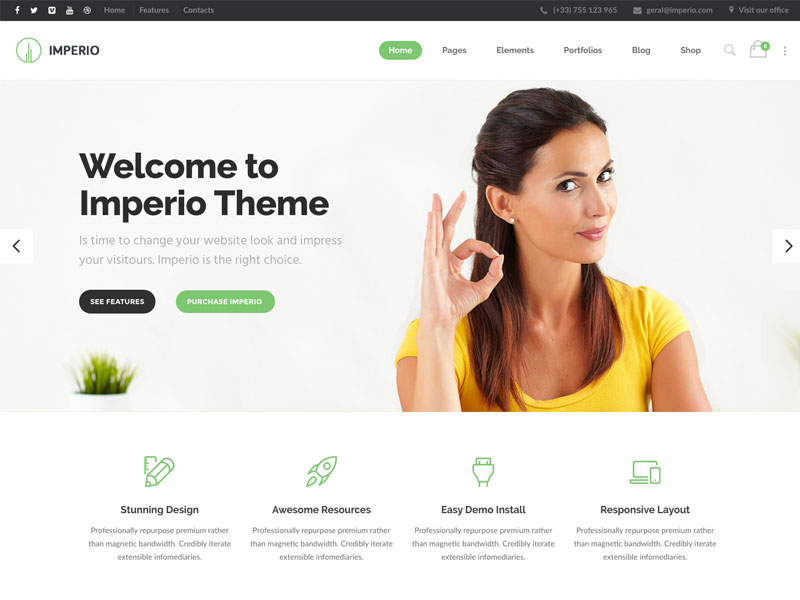 Home Features Contacts (+33) 755 123 965 geral@imperio.com Visit our office
IMPERIO Home Pages Elements Portfolios Blog Shop 0
Welcome to
Imperio Theme
Is time to change your website look and impress
your visitours. Imperio is the right choice.
SEE FEATURES PURCHASE IMPERIO
Stunning Design
Professionally repurpose premium rather
than magnetic bandwidth. Credibly iterate
extensible infomediaries.
Awesome Resources
Professionally repurpose premium rather
than magnetic bandwidth. Credibly iterate
extensible infomediaries.
Easy Demo Install
Professionally repurpose premium rather
than magnetic bandwidth. Credibly iterate
extensible infomediaries.
Responsive Layout
Professionally repurpose premium rather
than magnetic bandwidth. Credibly iterate
extensible infomediaries.